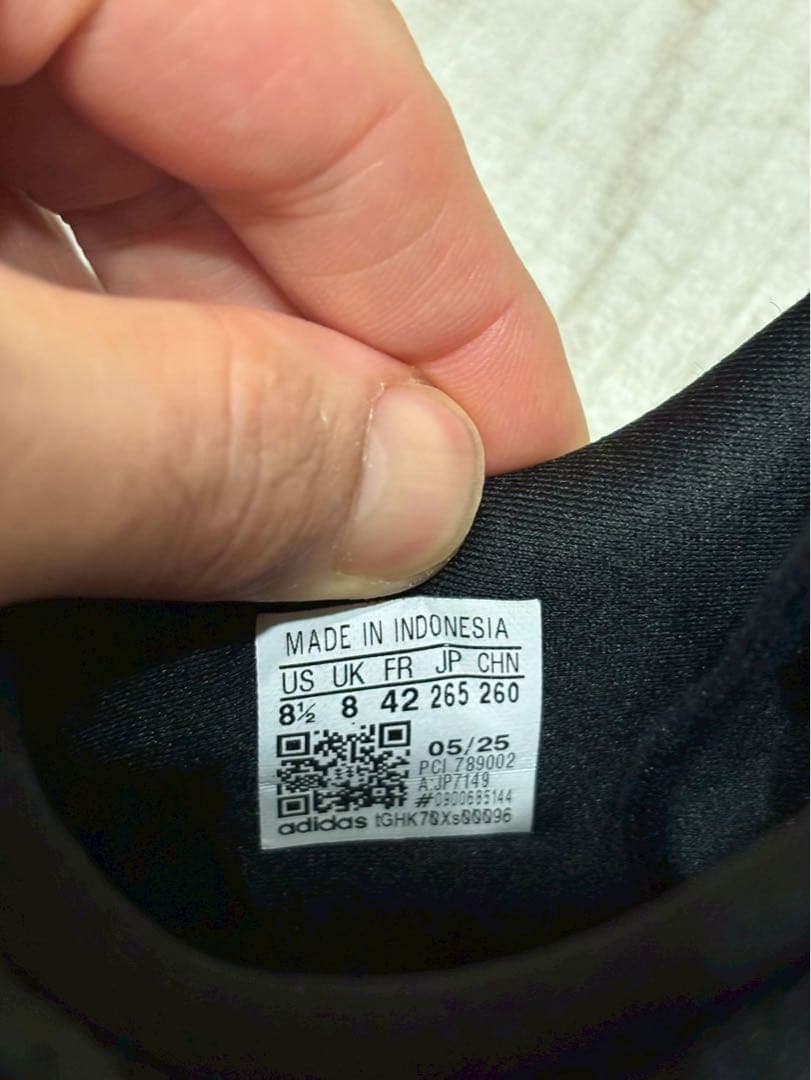 MADE IN INDONESIA
US UK FR JP CHN
8½ 8 42 265 260
05/25
PCI 789002
A:JP7149
#0900685144
adidas tGHK70Xs00096